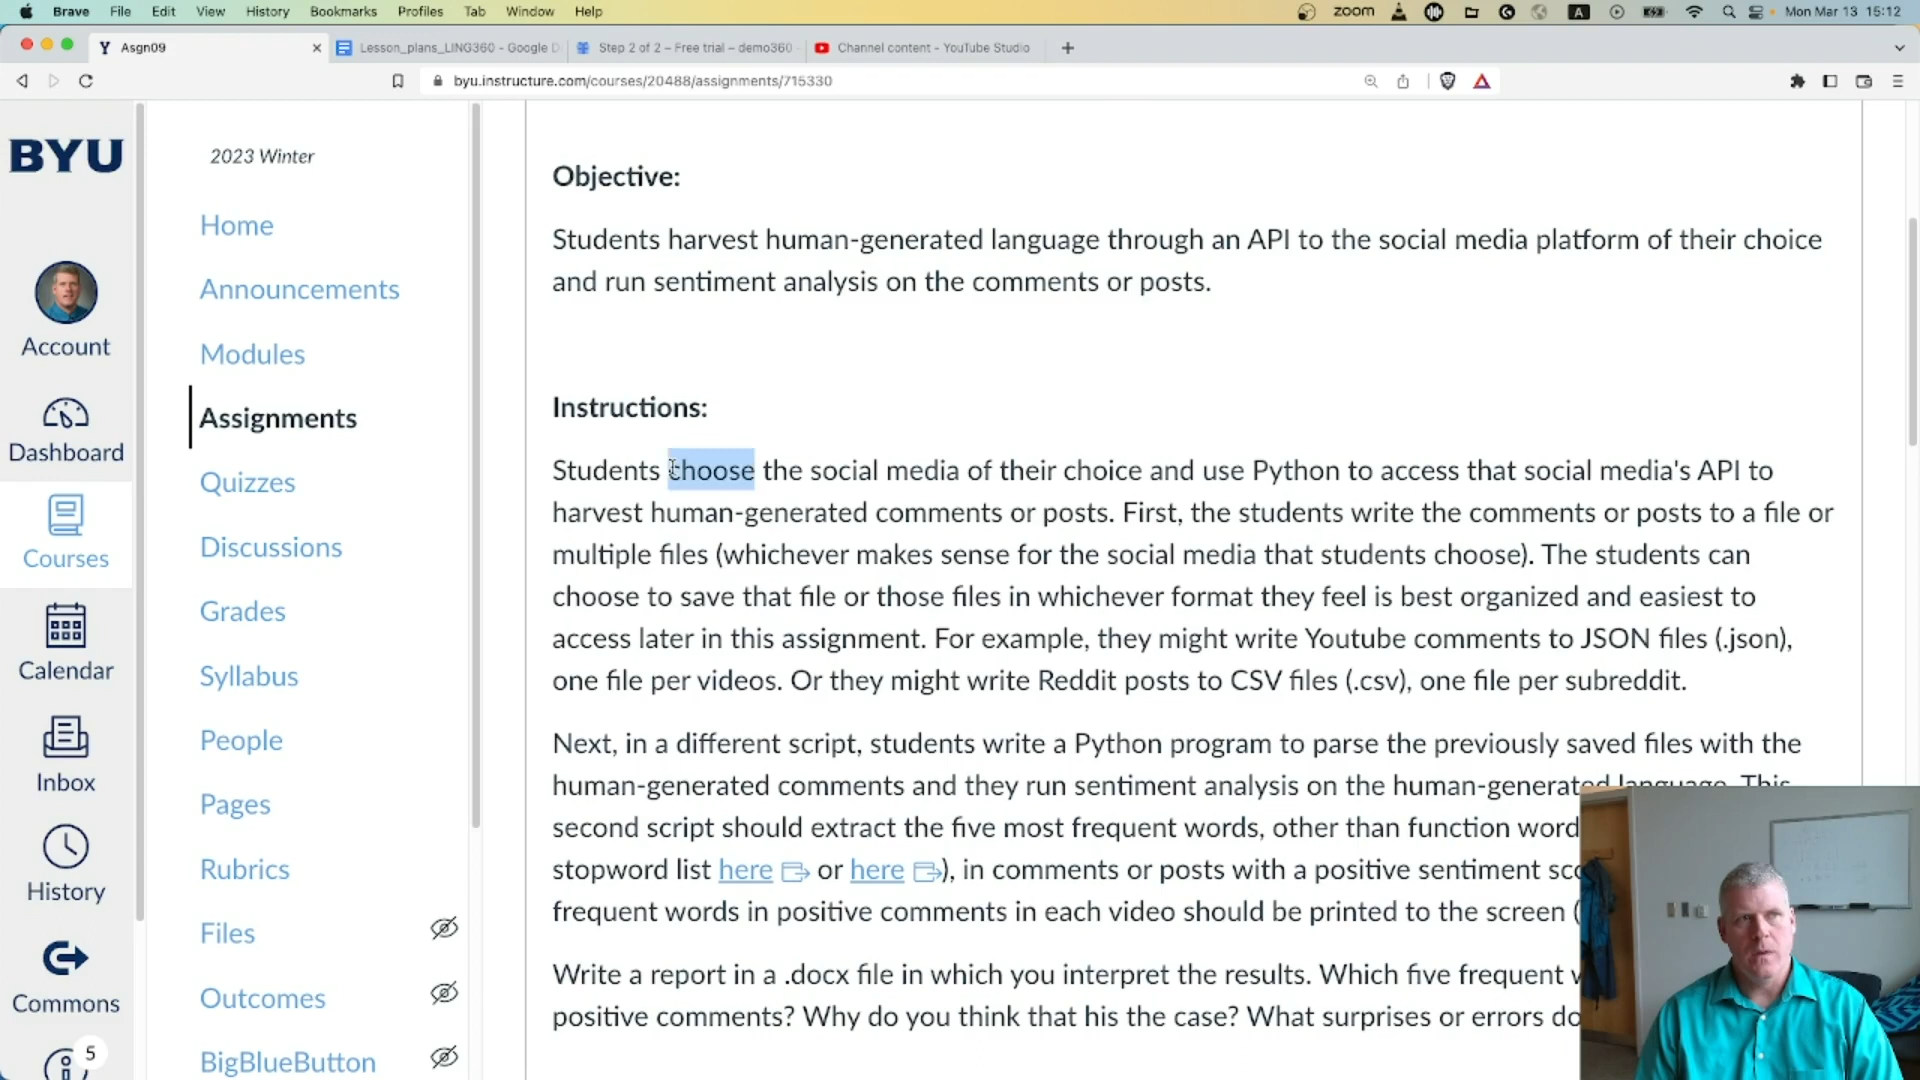 Brave File Edit View History Bookmarks Profiles Tab Window Help zoom A Mon Mar 13 15:12
Y Asgn09 Lesson_plans_LING360 - Google D Step 2 of 2 – Free trial – demo360 Channel content - YouTube Studio
byu.instructure.com/courses/20488/assignments/715330
BYU
Account
Dashboard
Courses
Calendar
Inbox
History
Commons
5
2023 Winter
Home
Announcements
Modules
Assignments
Quizzes
Discussions
Grades
Syllabus
People
Pages
Rubrics
Files
Outcomes
BigBlueButton
Objective:
Students harvest human-generated language through an API to the social media platform of their choice
and run sentiment analysis on the comments or posts.
Instructions:
Students choose the social media of their choice and use Python to access that social media's API to
harvest human-generated comments or posts. First, the students write the comments or posts to a file or
multiple files (whichever makes sense for the social media that students choose). The students can
choose to save that file or those files in whichever format they feel is best organized and easiest to
access later in this assignment. For example, they might write Youtube comments to JSON files (.json),
one file per videos. Or they might write Reddit posts to CSV files (.csv), one file per subreddit.
Next, in a different script, students write a Python program to parse the previously saved files with the
human-generated comments and they run sentiment analysis on the human-generated language. This
second script should extract the five most frequent words, other than function word
stopword list here or here), in comments or posts with a positive sentiment sc
frequent words in positive comments in each video should be printed to the screen (
Write a report in a .docx file in which you interpret the results. Which five frequent
positive comments? Why do you think that his the case? What surprises or errors do